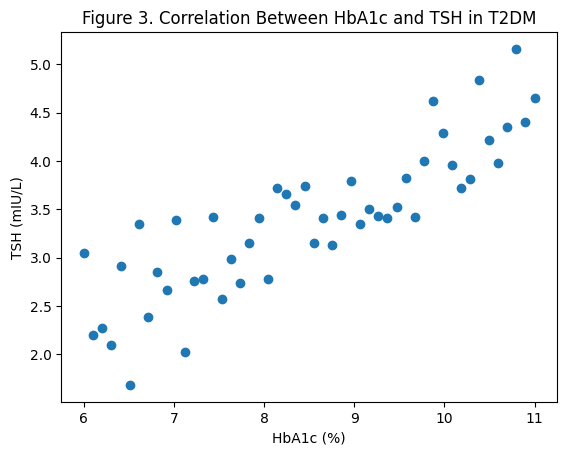 Figure 3. Correlation Between HbA1c and TSH in T2DM
5.0
4.5
4.0
3.5
3.0
2.5
2.0
TSH (mIU/L)
6 7 8 9 10 11
HbA1c (%)